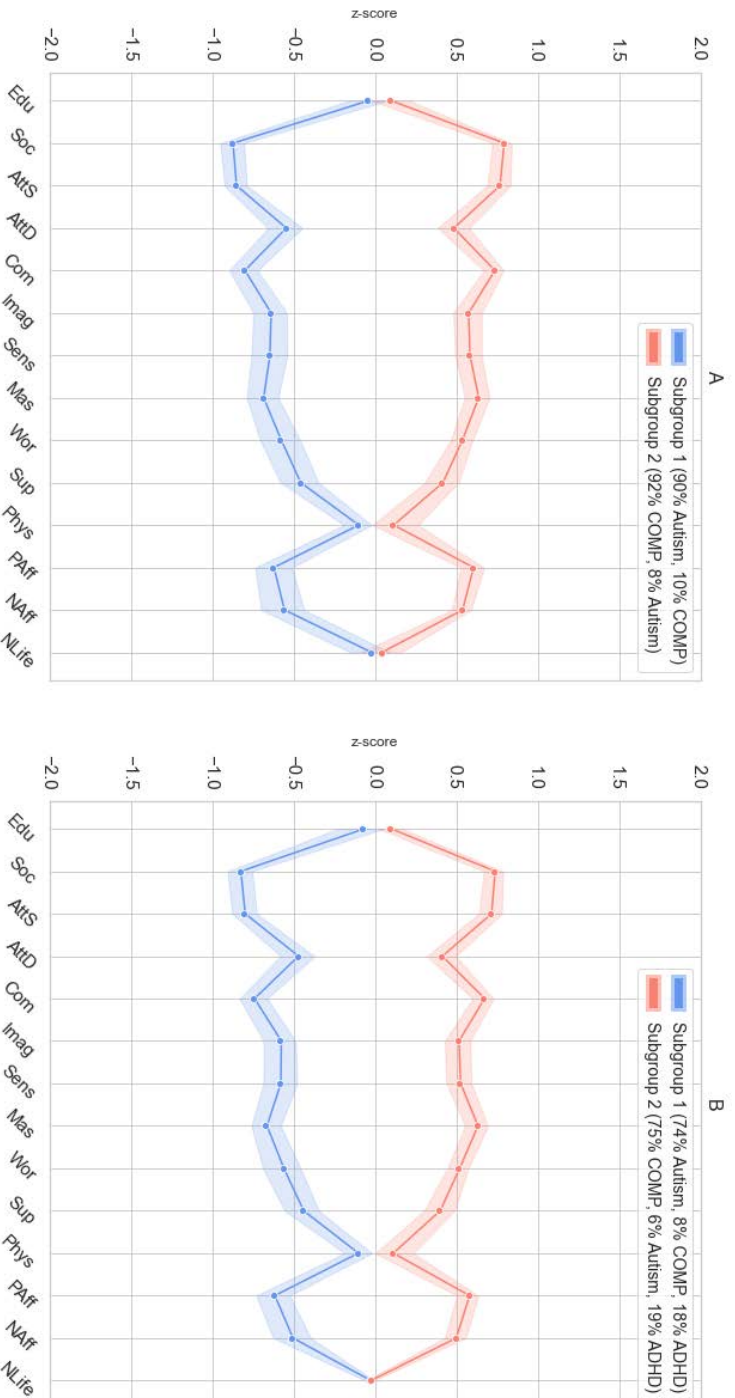 A
z-score
2.0
1.5
1.0
0.5
0.0
−0.5
−1.0
−1.5
−2.0
Subgroup 1 (90% Autism, 10% COMP)
Subgroup 2 (92% COMP, 8% Autism)
Edu
Soc
AttS
AttD
Com
Imag
Sens
Mas
Wor
Sup
Phys
PAff
NAff
NLife
B
z-score
2.0
1.5
1.0
0.5
0.0
−0.5
−1.0
−1.5
−2.0
Subgroup 1 (74% Autism, 8% COMP, 18% ADHD)
Subgroup 2 (75% COMP, 6% Autism, 19% ADHD)
Edu
Soc
AttS
AttD
Com
Imag
Sens
Mas
Wor
Sup
Phys
PAff
NAff
NLife